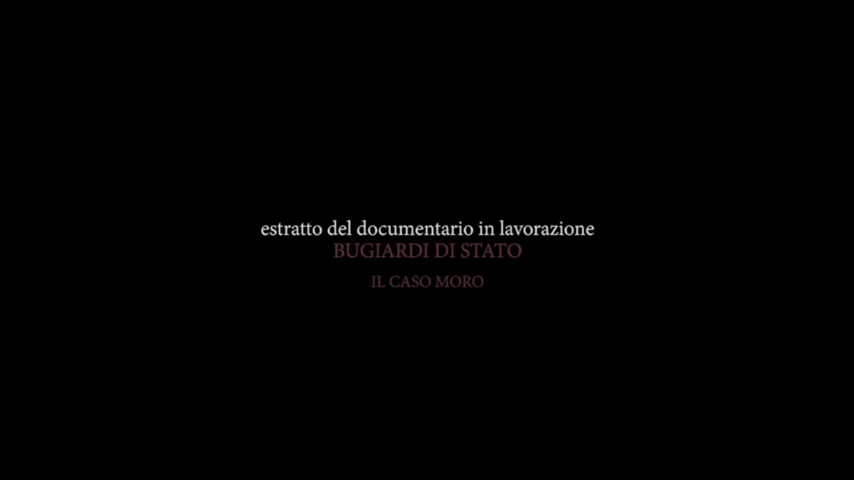 estratto del documentario in lavorazione
BUGIARDI DI STATO
IL CASO MORO